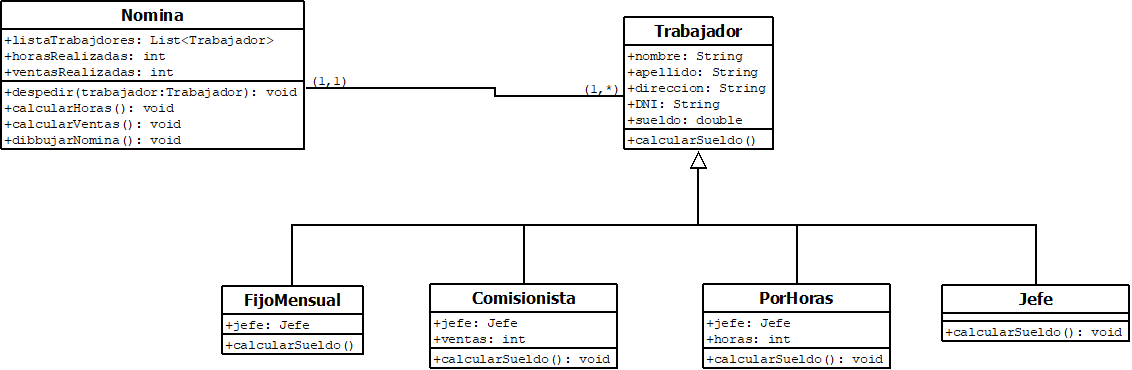 Nomina
+listaTrabajdores: List<Trabajador>
+horasRealizadas: int
+ventasRealizadas: int
+despedir(trabajador:Trabajador): void
+calcularHoras(): void
+calcularVentas(): void
+dibbujarNomina(): void
(1,1)
(1,*)
Trabajador
+nombre: String
+apellido: String
+direccion: String
+DNI: String
+sueldo: double
+calcularSueldo()
FijoMensual
+jefe: Jefe
+calcularSueldo()
Comisionista
+jefe: Jefe
+ventas: int
+calcularSueldo(): void
PorHoras
+jefe: Jefe
+horas: int
+calcularSueldo(): void
Jefe
+calcularSueldo(): void